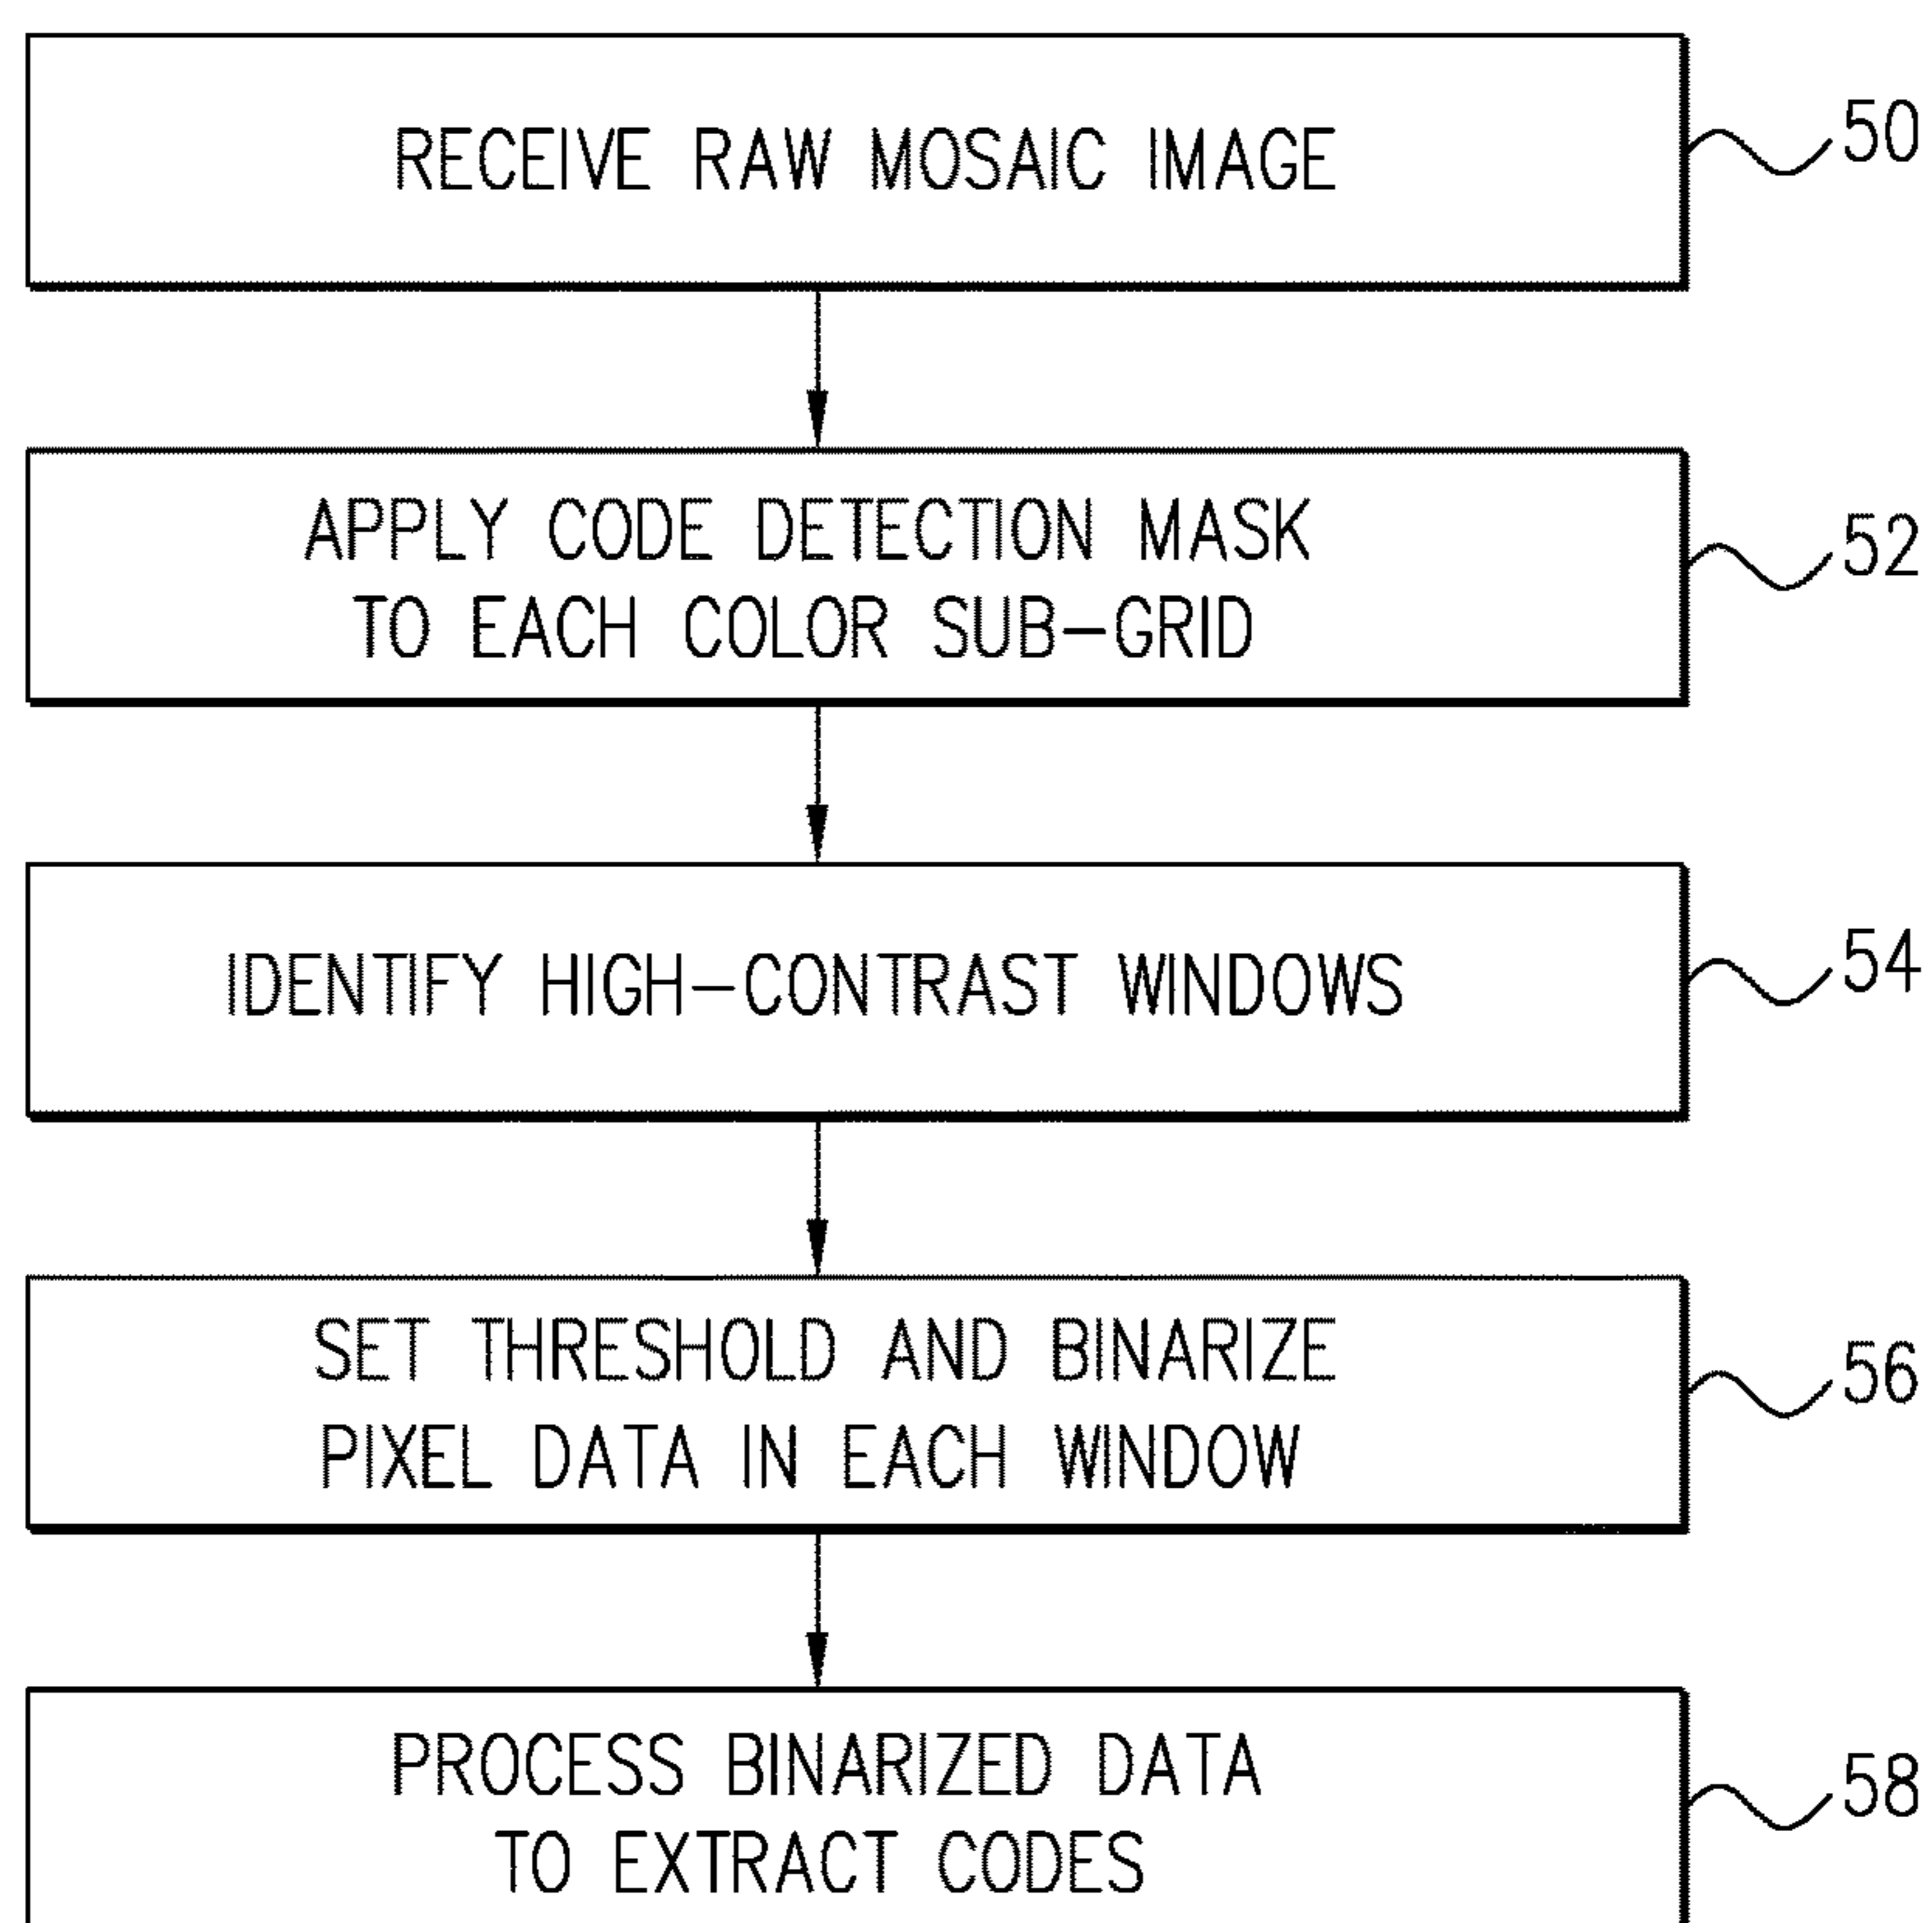 RECEIVE RAW MOSAIC IMAGE
50
APPLY CODE DETECTION MASK
TO EACH COLOR SUB-GRID
52
IDENTIFY HIGH-CONTRAST WINDOWS
54
SET THRESHOLD AND BINARIZE
PIXEL DATA IN EACH WINDOW
56
PROCESS BINARIZED DATA
TO EXTRACT CODES
58